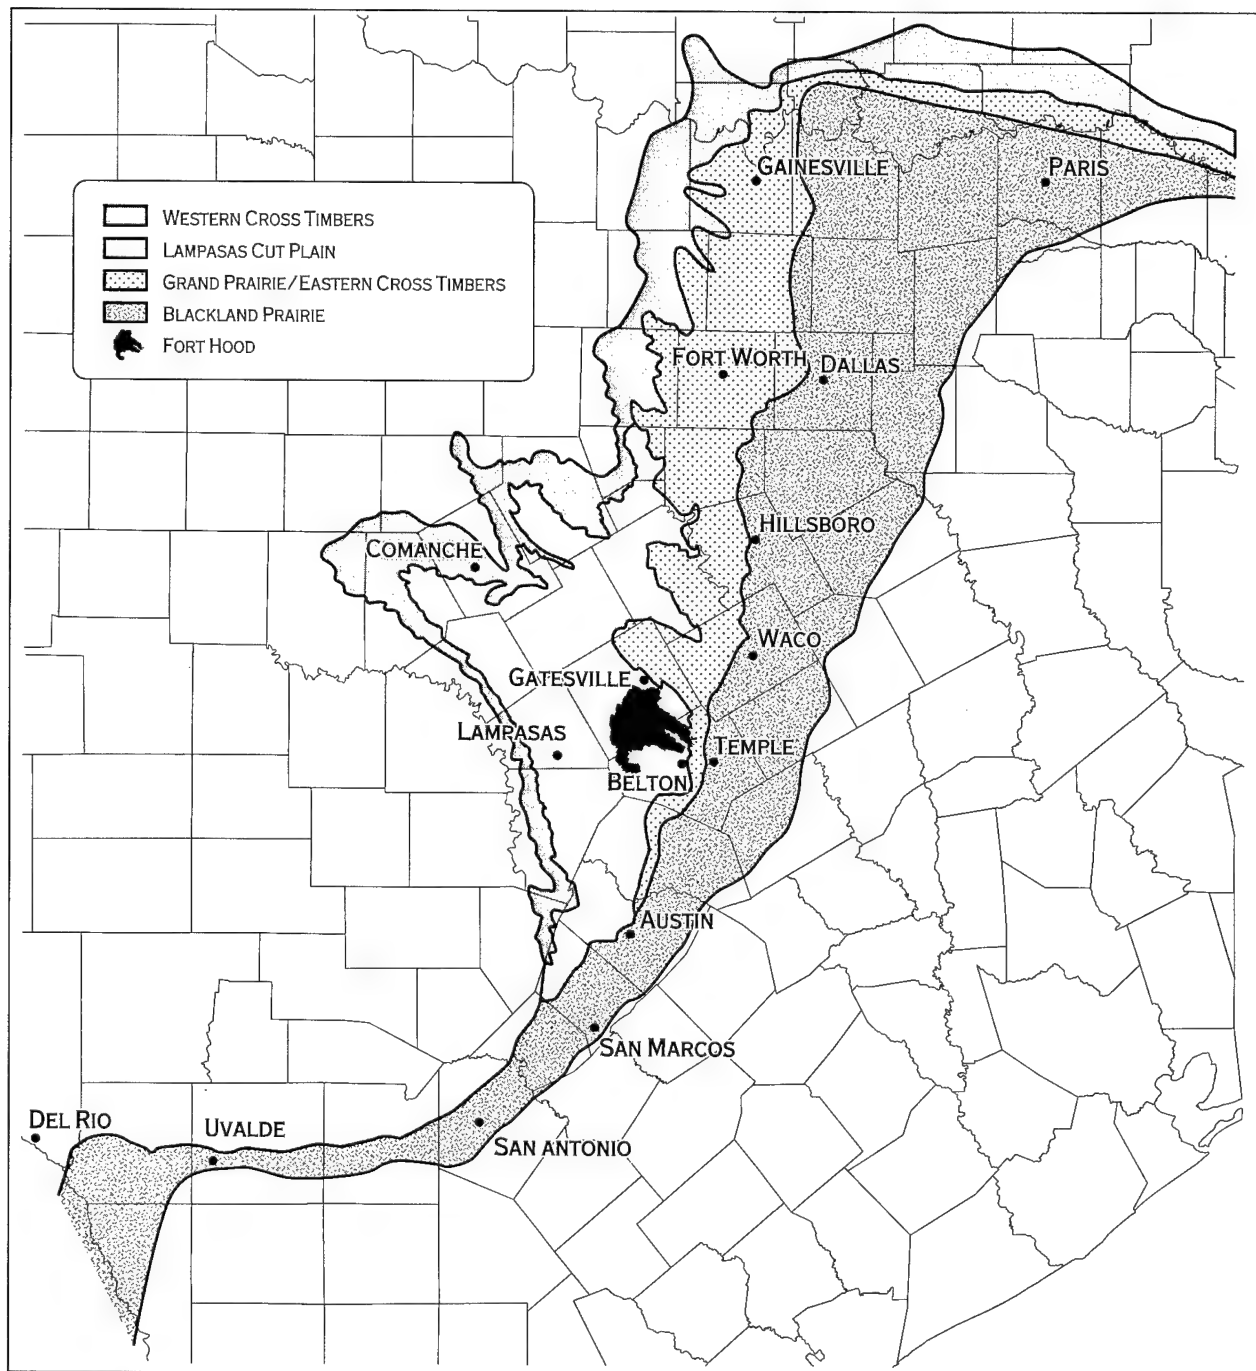 GAINESVILLE
PARIS
WESTERN CROSS TIMBERS
LAMPASAS CUT PLAIN
GRAND PRAIRIE/EASTERN CROSS TIMBERS
BLACKLAND PRAIRIE
FORT HOOD
FORT WORTH
DALLAS
HILLSBORO
COMANCHE
WACO
GATESVILLE
LAMPASAS
TEMPLE
BELTON
AUSTIN
SAN MARCOS
DEL RIO
UVALDE
SAN ANTONIO